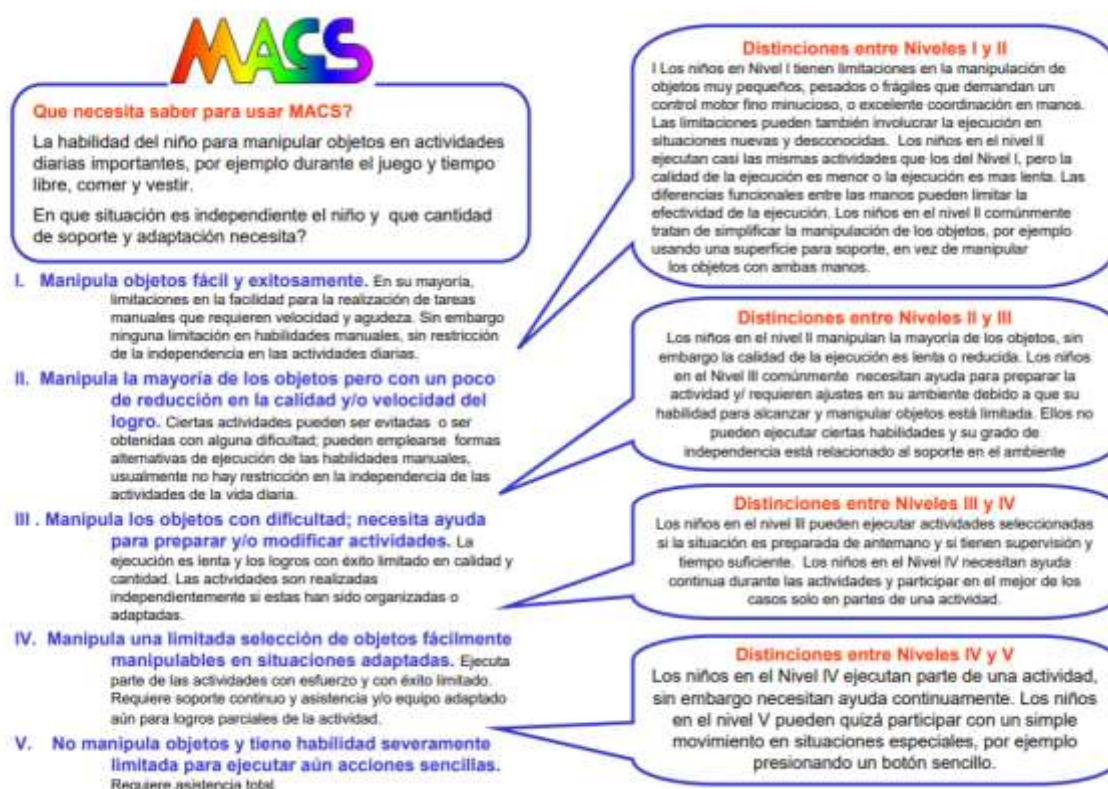 MACS
Que necesita saber para usar MACS?
La habilidad del niño para manipular objetos en actividades
diarias importantes, por ejemplo durante el juego y tiempo
libre, comer y vestir.
En que situación es independiente el niño y que cantidad
de soporte y adaptación necesita?
I. Manipula objetos fácil y exitosamente. En su mayoría,
limitaciones en la facilidad para la realización de tareas
manuales que requieren velocidad y agudeza. Sin embargo
ninguna limitación en habilidades manuales, sin restricción
de la independencia en las actividades diarias.
II. Manipula la mayoría de los objetos pero con un poco
de reducción en la calidad y/o velocidad del
logro. Ciertas actividades pueden ser evitadas o ser
obtenidas con alguna dificultad; pueden emplearse formas
alternativas de ejecución de las habilidades manuales,
usualmente no hay restricción en la independencia de las
actividades de la vida diaria.
III . Manipula los objetos con dificultad; necesita ayuda
para preparar y/o modificar actividades. La
ejecución es lenta y los logros con éxito limitado en calidad y
cantidad. Las actividades son realizadas
independientemente si estas han sido organizadas o
adaptadas.
IV. Manipula una limitada selección de objetos fácilmente
manipulables en situaciones adaptadas. Ejecuta
parte de las actividades con esfuerzo y con éxito limitado.
Requiere soporte continuo y asistencia y/o equipo adaptado
aún para logros parciales de la actividad.
V. No manipula objetos y tiene habilidad severamente
limitada para ejecutar aún acciones sencillas.
Requiere asistencia total.
Distinciones entre Niveles I y II
I Los niños en Nivel I tienen limitaciones en la manipulación de
objetos muy pequeños, pesados o frágiles que demandan un
control motor fino minucioso, o excelente coordinación en manos.
Las limitaciones pueden también involucrar la ejecución en
situaciones nuevas y desconocidas. Los niños en el nivel II
ejecutan casi las mismas actividades que los del Nivel I, pero la
calidad de la ejecución es menor o la ejecución es mas lenta. Las
diferencias funcionales entre las manos pueden limitar la
efectividad de la ejecución. Los niños en el nivel II comúnmente
tratan de simplificar la manipulación de los objetos, por ejemplo
usando una superficie para soporte, en vez de manipular
los objetos con ambas manos.
Distinciones entre Niveles II y III
Los niños en el nivel II manipulan la mayoría de los objetos, sin
embargo la calidad de la ejecución es lenta o reducida. Los niños
en el Nivel III comúnmente necesitan ayuda para preparar la
actividad y/ requieren ajustes en su ambiente debido a que su
habilidad para alcanzar y manipular objetos está limitada. Ellos no
pueden ejecutar ciertas habilidades y su grado de
independencia está relacionado al soporte en el ambiente
Distinciones entre Niveles III y IV
Los niños en el nivel III pueden ejecutar actividades seleccionadas
si la situación es preparada de antemano y si tienen supervisión y
tiempo suficiente. Los niños en el Nivel IV necesitan ayuda
continua durante las actividades y participar en el mejor de los
casos solo en partes de una actividad.
Distinciones entre Niveles IV y V
Los niños en el Nivel IV ejecutan parte de una actividad,
sin embargo necesitan ayuda continuamente. Los niños
en el nivel V pueden quizá participar con un simple
movimiento en situaciones especiales, por ejemplo
presionando un botón sencillo.